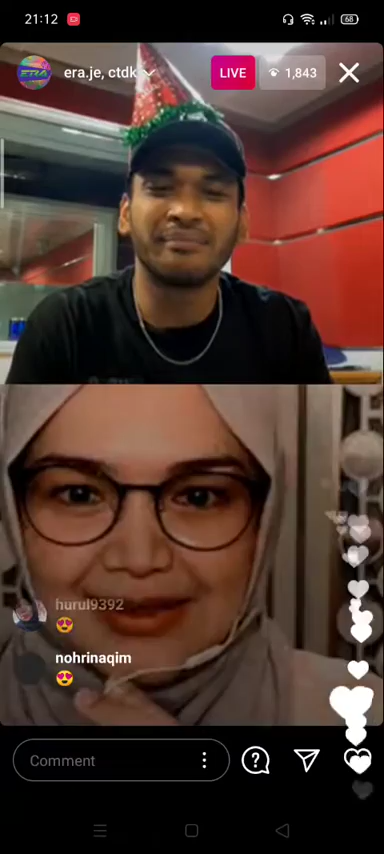 21:12
68
ERA
era.je, ctdk
LIVE
1,843
hurul9392
😍
nohrinaqim
😍
Comment